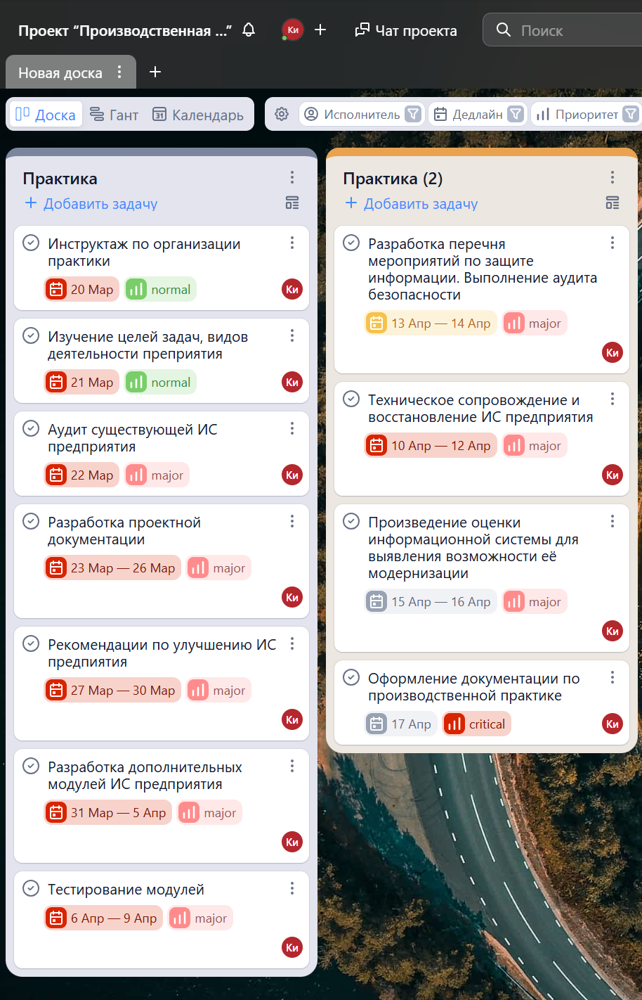 Проект “Производственная ...”
Ки
Чат проекта
Поиск
Новая доска
Доска
Гант
31
Календарь
Исполнитель
Дедлайн
Приоритет
Практика
Добавить задачу
Инструктаж по организации
практики
20 Мар
normal
Ки
Изучение целей задач, видов
деятельности преприятия
21 Мар
normal
Ки
Аудит существующей ИС
предприятия
22 Мар
major
Ки
Разработка проектной
документации
23 Мар — 26 Мар
major
Ки
Рекомендации по улучшению ИС
предпиятия
27 Мар — 30 Мар
major
Ки
Разработка дополнительных
модулей ИС предприятия
31 Мар — 5 Апр
major
Ки
Тестирование модулей
6 Апр — 9 Апр
major
Ки
Практика (2)
Добавить задачу
Разработка перечня
мероприятий по защите
информации. Выполнение аудита
безопасности
13 Апр — 14 Апр
major
Ки
Техническое сопровождение и
восстановление ИС предприятия
10 Апр — 12 Апр
major
Ки
Произведение оценки
информационной системы для
выявления возможности её
модернизации
15 Апр — 16 Апр
major
Ки
Оформление документации по
производственной практике
17 Апр
critical
Ки